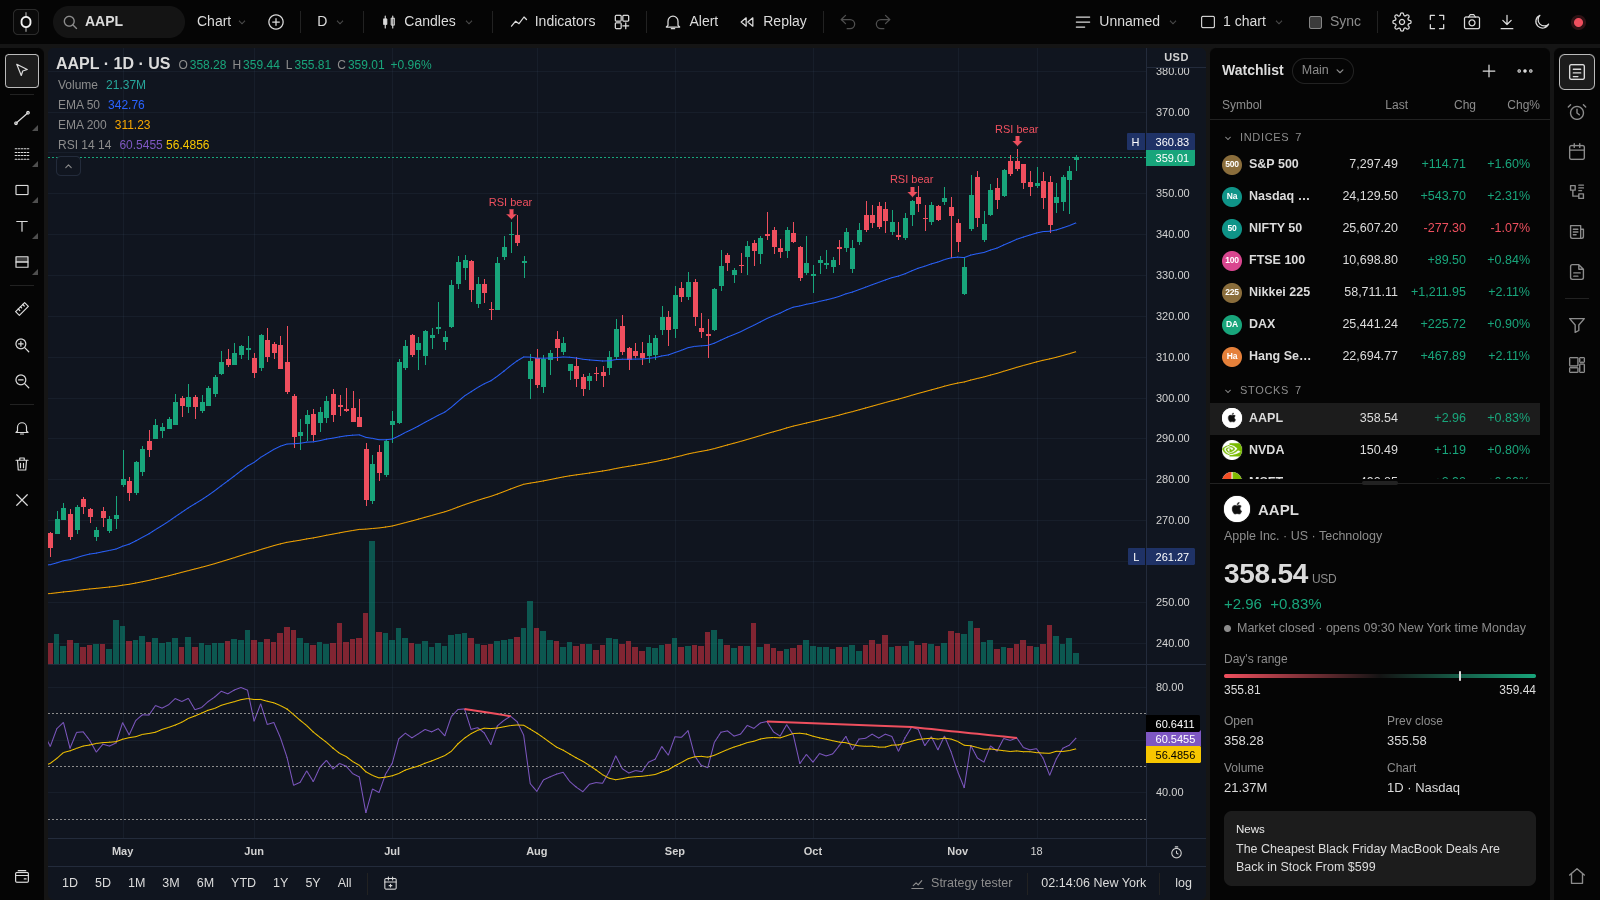 AAPL Chart D Candles Indicators Alert Replay Unnamed 1 chart Sync
AAPL · 1D · US O358.28 H359.44 L355.81 C359.01 +0.96%
Volume 21.37M
EMA 50 342.76
EMA 200 311.23
RSI 14 14 60.5455 56.4856
RSI bear
RSI bear
RSI bear
USD
380.00
370.00
H 360.83
359.01
350.00
340.00
330.00
320.00
310.00
300.00
290.00
280.00
270.00
L 261.27
250.00
240.00
80.00
60.6411
60.5455
56.4856
40.00
May Jun Jul Aug Sep Oct Nov 18
1D 5D 1M 3M 6M YTD 1Y 5Y All Strategy tester 02:14:06 New York log
Watchlist Main
Symbol Last Chg Chg%
INDICES 7
500 S&P 500 7,297.49 +114.71 +1.60%
Na Nasdaq ... 24,129.50 +543.70 +2.31%
50 NIFTY 50 25,607.20 -277.30 -1.07%
100 FTSE 100 10,698.80 +89.50 +0.84%
225 Nikkei 225 58,711.11 +1,211.95 +2.11%
DA DAX 25,441.24 +225.72 +0.90%
Ha Hang Se... 22,694.77 +467.89 +2.11%
STOCKS 7
AAPL 358.54 +2.96 +0.83%
NVDA 150.49 +1.19 +0.80%
AAPL
Apple Inc. · US · Technology
358.54 USD
+2.96 +0.83%
Market closed · opens 09:30 New York time Monday
Day's range
355.81 359.44
Open Prev close
358.28 355.58
Volume Chart
21.37M 1D · Nasdaq
News
The Cheapest Black Friday MacBook Deals Are
Back in Stock From $599